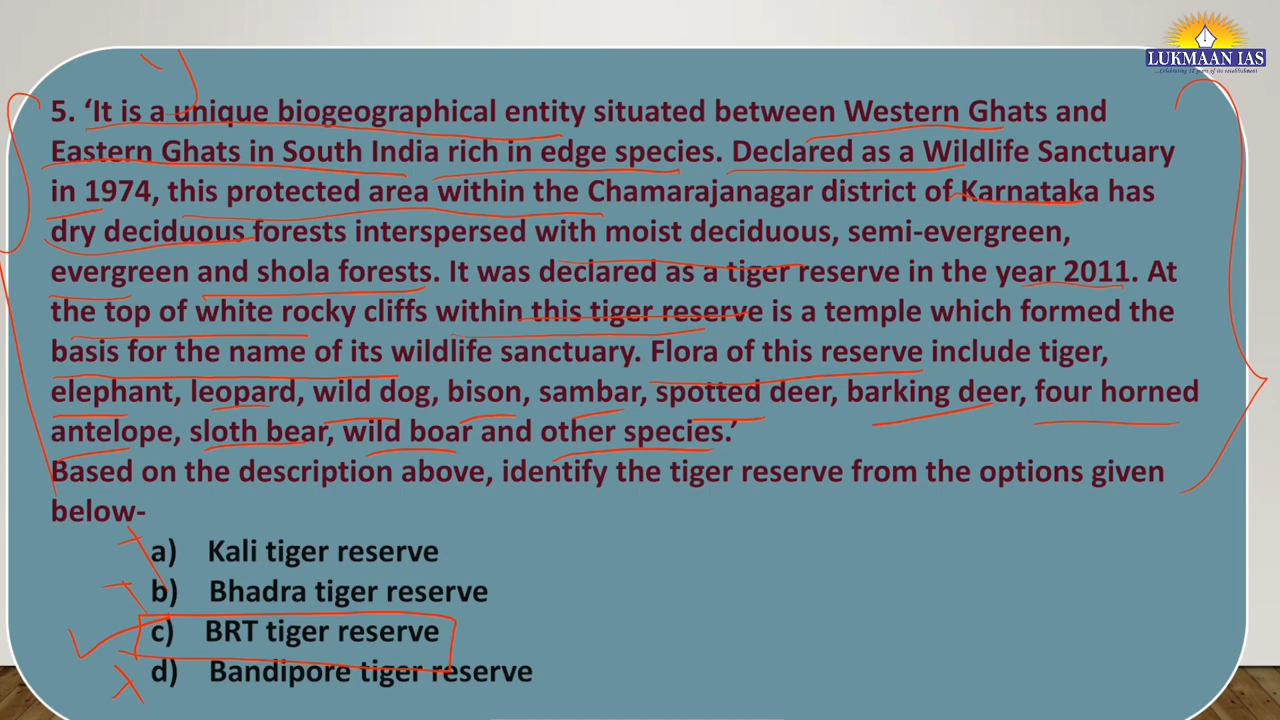 LUKMAAN IAS
...Celebrating 12 years of its establishment
5. ‘It is a unique biogeographical entity situated between Western Ghats and
Eastern Ghats in South India rich in edge species. Declared as a Wildlife Sanctuary
in 1974, this protected area within the Chamarajanagar district of Karnataka has
dry deciduous forests interspersed with moist deciduous, semi-evergreen,
evergreen and shola forests. It was declared as a tiger reserve in the year 2011. At
the top of white rocky cliffs within this tiger reserve is a temple which formed the
basis for the name of its wildlife sanctuary. Flora of this reserve include tiger,
elephant, leopard, wild dog, bison, sambar, spotted deer, barking deer, four horned
antelope, sloth bear, wild boar and other species.’
Based on the description above, identify the tiger reserve from the options given
below-
a) Kali tiger reserve
b) Bhadra tiger reserve
c) BRT tiger reserve
d) Bandipore tiger reserve